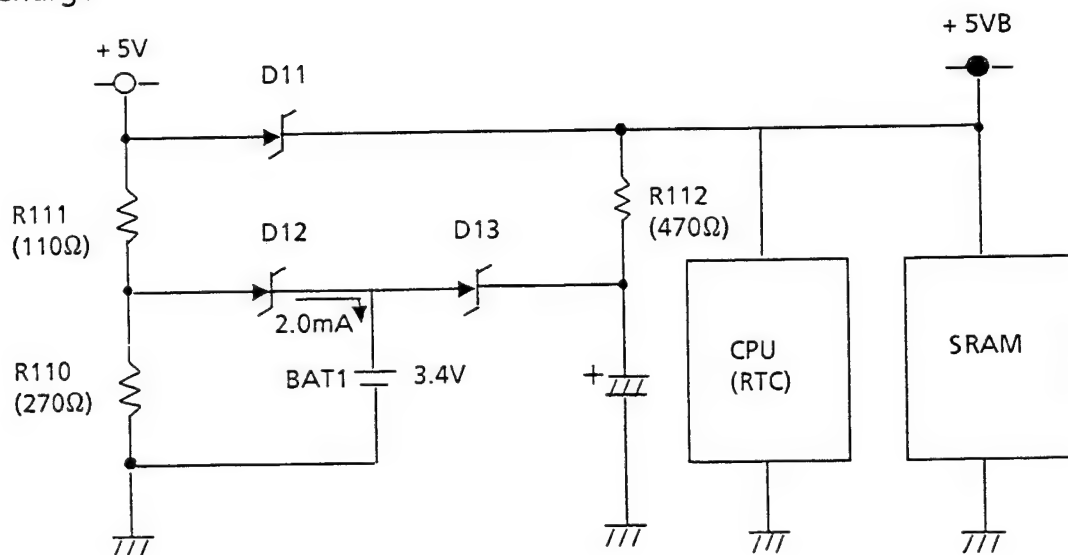 + 5V
+ 5VB
D11
R111
(110Ω)
R112
(470Ω)
D12
D13
2.0mA
R110
(270Ω)
BAT1
3.4V
+
CPU
(RTC)
SRAM